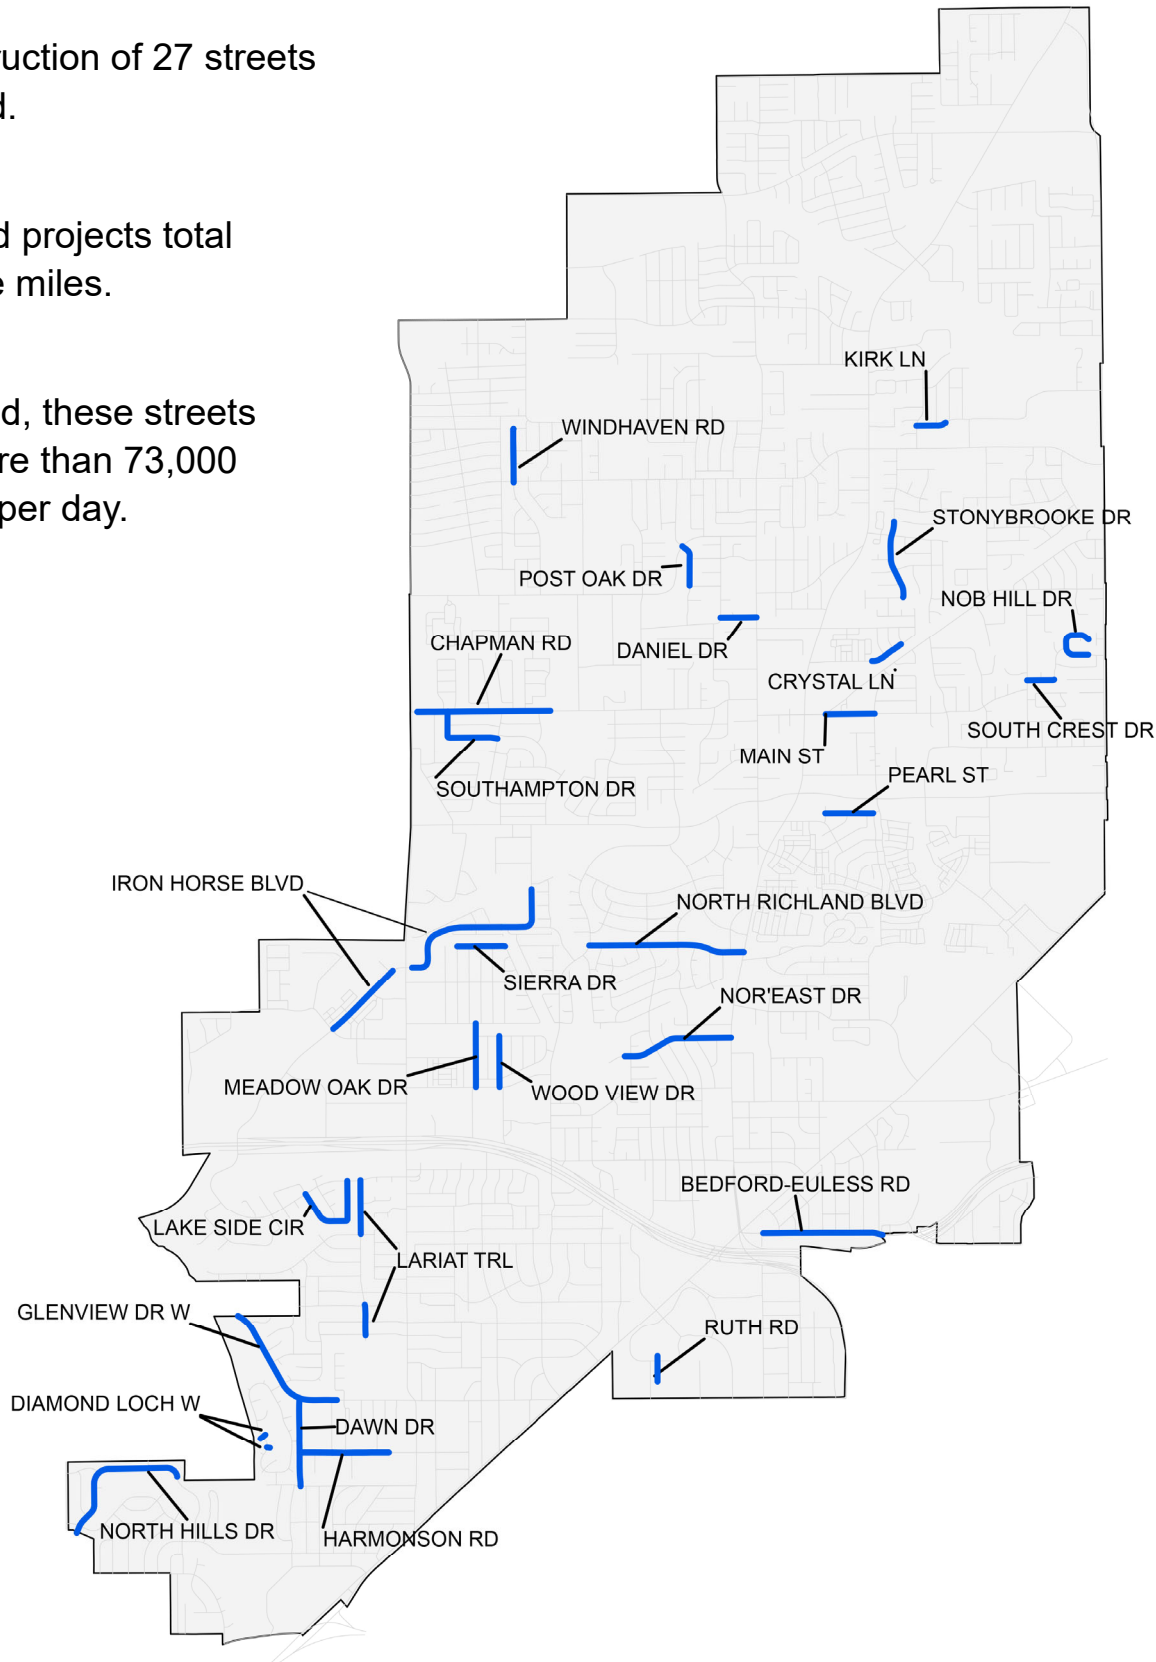 ruction of 27 streets
d.
d projects total
e miles.
d, these streets
re than 73,000
per day.
KIRK LN
WINDHAVEN RD
STONYBROOKE DR
POST OAK DR
NOB HILL DR
CHAPMAN RD
DANIEL DR
CRYSTAL LN
SOUTH CREST DR
MAIN ST
PEARL ST
SOUTHAMPTON DR
IRON HORSE BLVD
NORTH RICHLAND BLVD
SIERRA DR
NOR'EAST DR
MEADOW OAK DR
WOOD VIEW DR
BEDFORD-EULESS RD
LAKE SIDE CIR
LARIAT TRL
GLENVIEW DR W
RUTH RD
DIAMOND LOCH W
DAWN DR
NORTH HILLS DR
HARMONSON RD